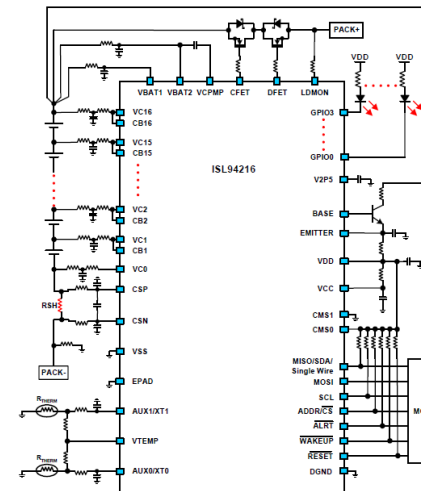 PACK+
VDD VDD
VBAT1 VBAT2 VCPMP CFET DFET LDMON
VC16
CB16
GPIO3
VC15
CB15
ISL94216
GPIO0
V2P5
VC2
CB2
BASE
EMITTER
VC1
CB1
VC0
VDD
CSP
VCC
RSH
CSN
CMS1
CMS0
VSS
MISO/SDA/
Single Wire
PACK-
EPAD
MOSI
SCL
RTHERM
AUX1/XT1
ADDR/CS
ALRT
VTEMP
WAKEUP
RTHERM
RESET
AUX0/XT0
DGND